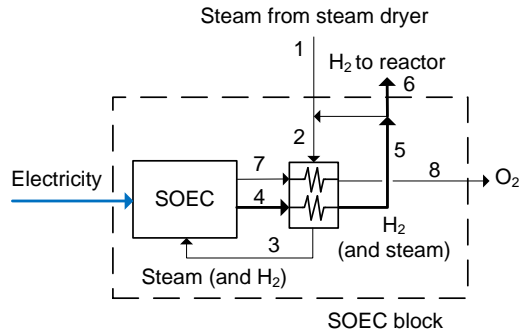 Steam from steam dryer
1
H₂ to reactor
6
2
5
Electricity
SOEC
7
8
O₂
4
3
H₂
(and steam)
Steam (and H₂)
SOEC block